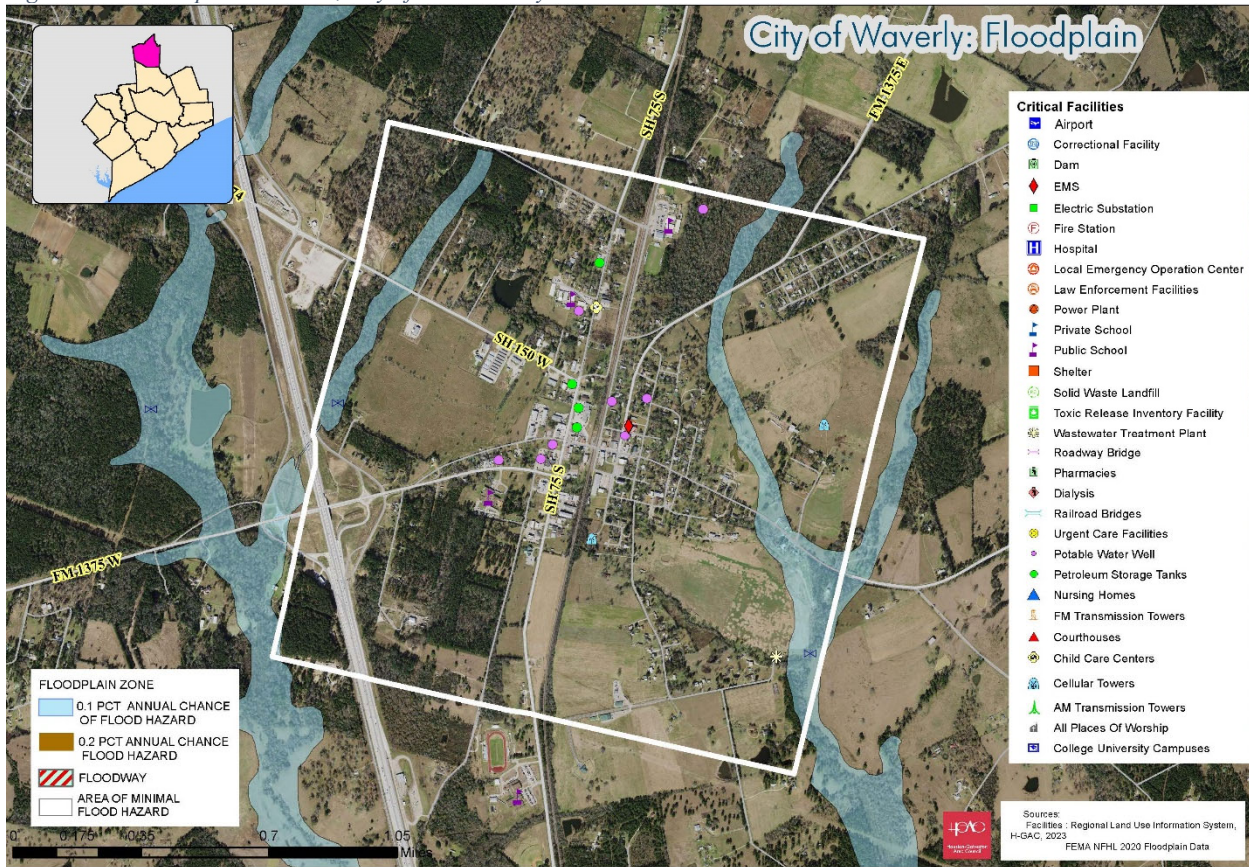 City of Waverly: Floodplain
SH-75 S
FM-1375 E
SH-150 W
SH-75 S
FM-1375 W
Critical Facilities
Airport
Correctional Facility
Dam
EMS
Electric Substation
Fire Station
Hospital
Local Emergency Operation Center
Law Enforcement Facilities
Power Plant
Private School
Public School
Shelter
Solid Waste Landfill
Toxic Release Inventory Facility
Wastewater Treatment Plant
Roadway Bridge
Pharmacies
Dialysis
Railroad Bridges
Urgent Care Facilities
Potable Water Well
Petroleum Storage Tanks
Nursing Homes
FM Transmission Towers
Courthouses
Child Care Centers
Cellular Towers
AM Transmission Towers
All Places Of Worship
College University Campuses
FLOODPLAIN ZONE
0.1 PCT ANNUAL CHANCE
OF FLOOD HAZARD
0.2 PCT ANNUAL CHANCE
FLOOD HAZARD
FLOODWAY
AREA OF MINIMAL
FLOOD HAZARD
0 0.175 0.35 0.7 1.05
Miles
Sources:
Facilities : Regional Land Use Information System,
H-GAC, 2023
FEMA NFHL 2020 Floodplain Data